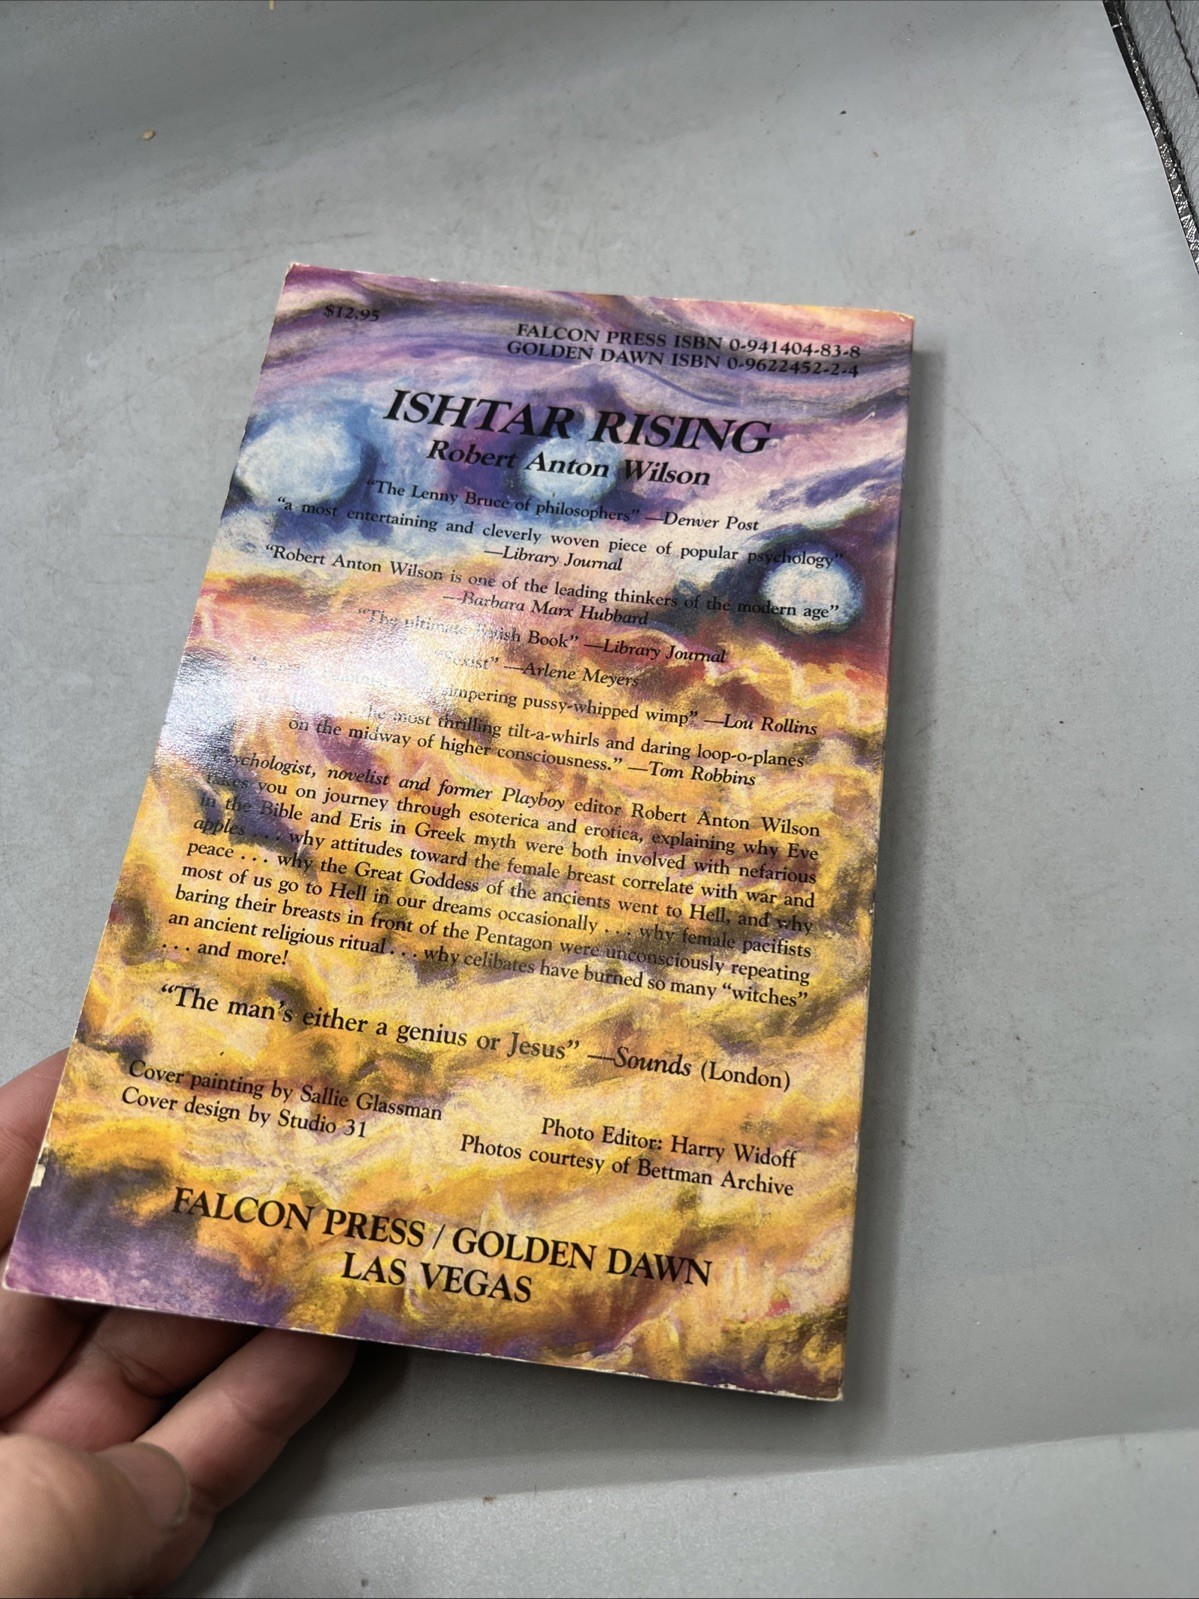 $12.95
FALCON PRESS ISBN 0-941404-83-8
GOLDEN DAWN ISBN 0-9622452-2-4
ISHTAR RISING
Robert Anton Wilson
"The Lenny Bruce of philosophers" —Denver Post
"a most entertaining and cleverly woven piece of popular psychology"
—Library Journal
"Robert Anton Wilson is one of the leading thinkers of the modern age"
—Barbara Marx Hubbard
"The ultimate Book" —Library Journal
"Sexist" —Arlene Meyers
simpering pussy-whipped wimp" —Lou Rollins
most thrilling tilt-a-whirls and daring loop-o-planes
on the midway of higher consciousness." —Tom Robbins
Psychologist, novelist and former Playboy editor Robert Anton Wilson
takes you on journey through esoterica and erotica, explaining why Eve
in the Bible and Eris in Greek myth were both involved with nefarious
apples . . . why attitudes toward the female breast correlate with war and
peace . . . why the Great Goddess of the ancients went to Hell, and why
most of us go to Hell in our dreams occasionally . . . why female pacifists
baring their breasts in front of the Pentagon were unconsciously repeating
an ancient religious ritual . . . why celibates have burned so many "witches"
. . . and more!
"The man's either a genius or Jesus" —Sounds (London)
Cover painting by Sallie Glassman
Cover design by Studio 31
Photo Editor: Harry Widoff
Photos courtesy of Bettman Archive
FALCON PRESS / GOLDEN DAWN
LAS VEGAS